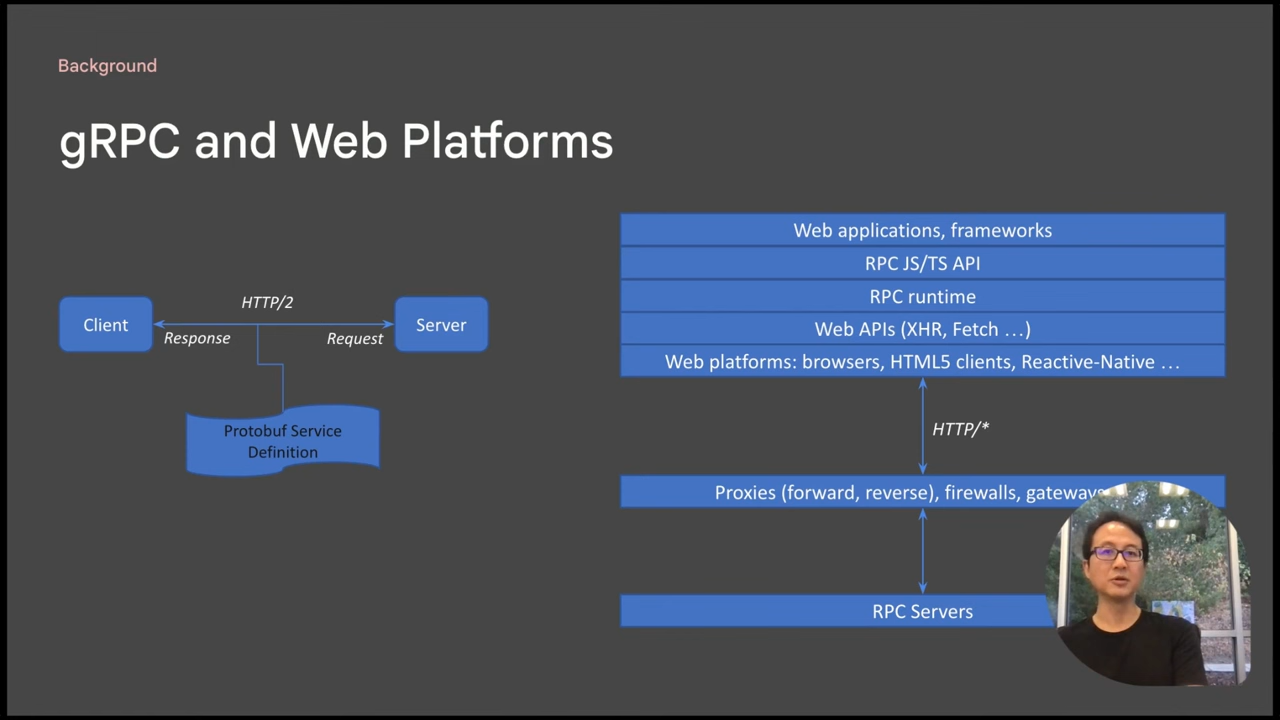 Background
gRPC and Web Platforms
HTTP/2
Client
Server
Response
Request
Protobuf Service
Definition
Web applications, frameworks
RPC JS/TS API
RPC runtime
Web APIs (XHR, Fetch …)
Web platforms: browsers, HTML5 clients, Reactive-Native …
HTTP/*
Proxies (forward, reverse), firewalls, gateways
RPC Servers